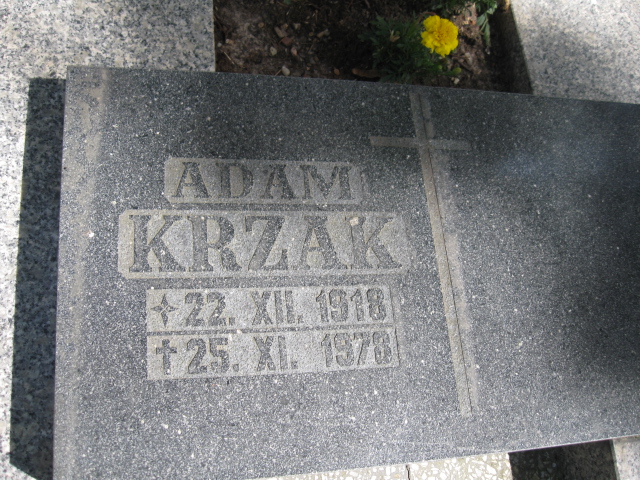 ADAM
KRZAK
✧ 22. XII. 1918
✝ 25. XI. 1978